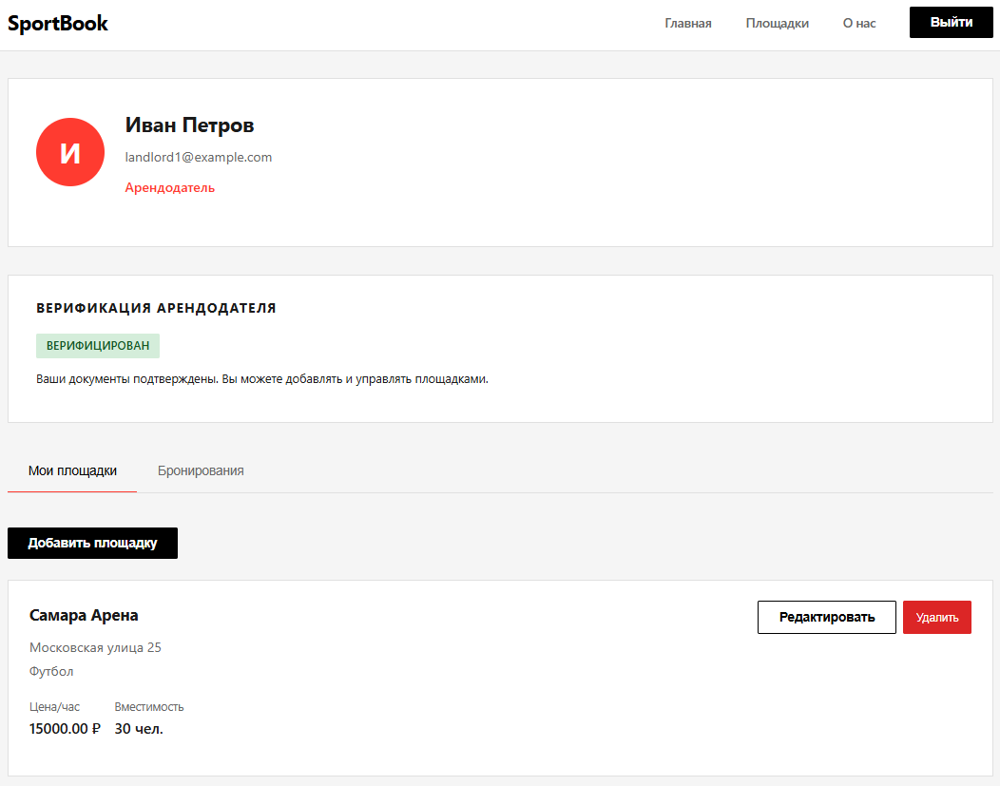 SportBook
Главная Площадки О нас Выйти
И
Иван Петров
landlord1@example.com
Арендодатель
ВЕРИФИКАЦИЯ АРЕНДОДАТЕЛЯ
ВЕРИФИЦИРОВАН
Ваши документы подтверждены. Вы можете добавлять и управлять площадками.
Мои площадки Бронирования
Добавить площадку
Самара Арена
Редактировать Удалить
Московская улица 25
Футбол
Цена/час Вместимость
15000.00 ₽ 30 чел.